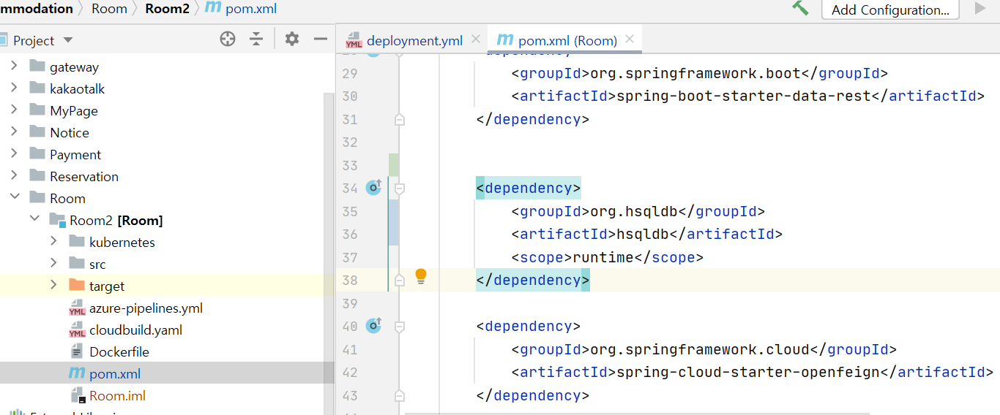 mmodation Room Room2 pom.xml
Add Configuration...
Project
gateway
kakaotalk
MyPage
Notice
Payment
Reservation
Room
Room2 [Room]
kubernetes
src
target
YML azure-pipelines.yml
YML cloudbuild.yaml
Dockerfile
m pom.xml
Room.iml
YML deployment.yml
m pom.xml (Room)
29 <groupId>org.springframework.boot</groupId>
30 <artifactId>spring-boot-starter-data-rest</artifactId>
31 </dependency>
32
33
34 <dependency>
35 <groupId>org.hsqldb</groupId>
36 <artifactId>hsqldb</artifactId>
37 <scope>runtime</scope>
38 </dependency>
39
40 <dependency>
41 <groupId>org.springframework.cloud</groupId>
42 <artifactId>spring-cloud-starter-openfeign</artifactId>
43 </dependency>